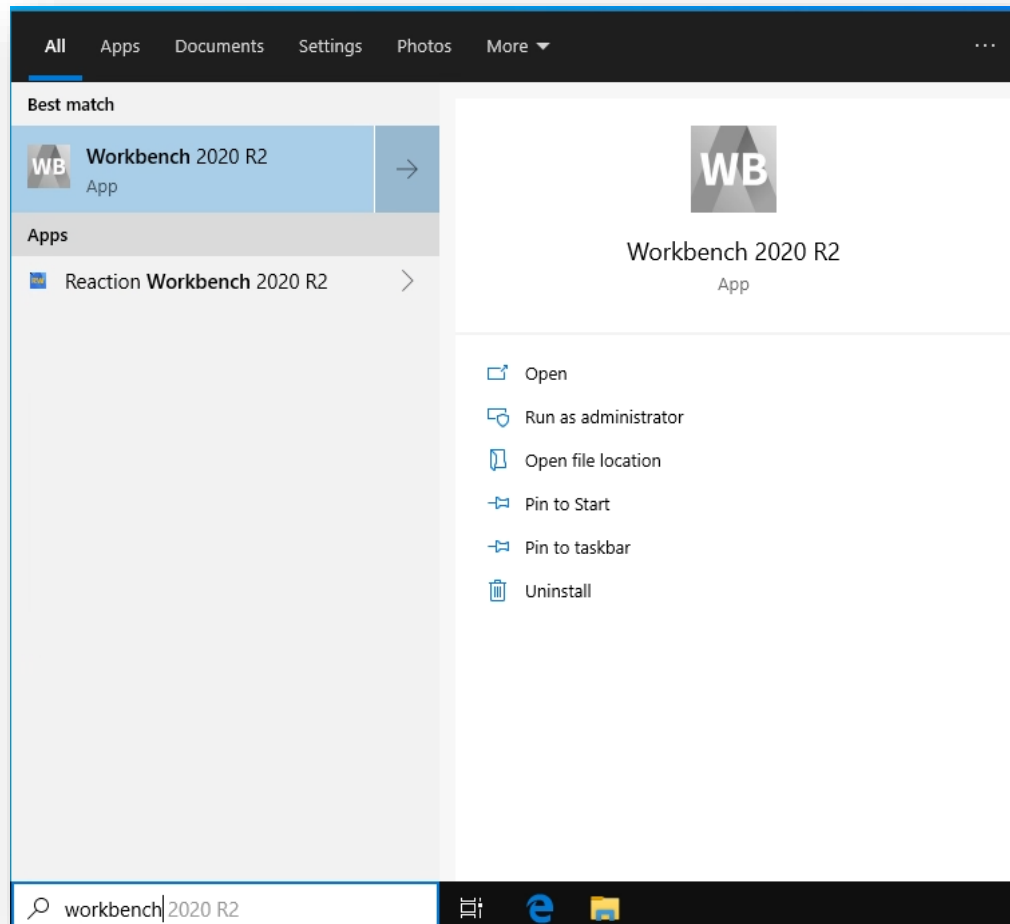 All Apps Documents Settings Photos More
Best match
WB
Workbench 2020 R2
App
Apps
Reaction Workbench 2020 R2
WB
Workbench 2020 R2
App
Open
Run as administrator
Open file location
Pin to Start
Pin to taskbar
Uninstall
workbench 2020 R2